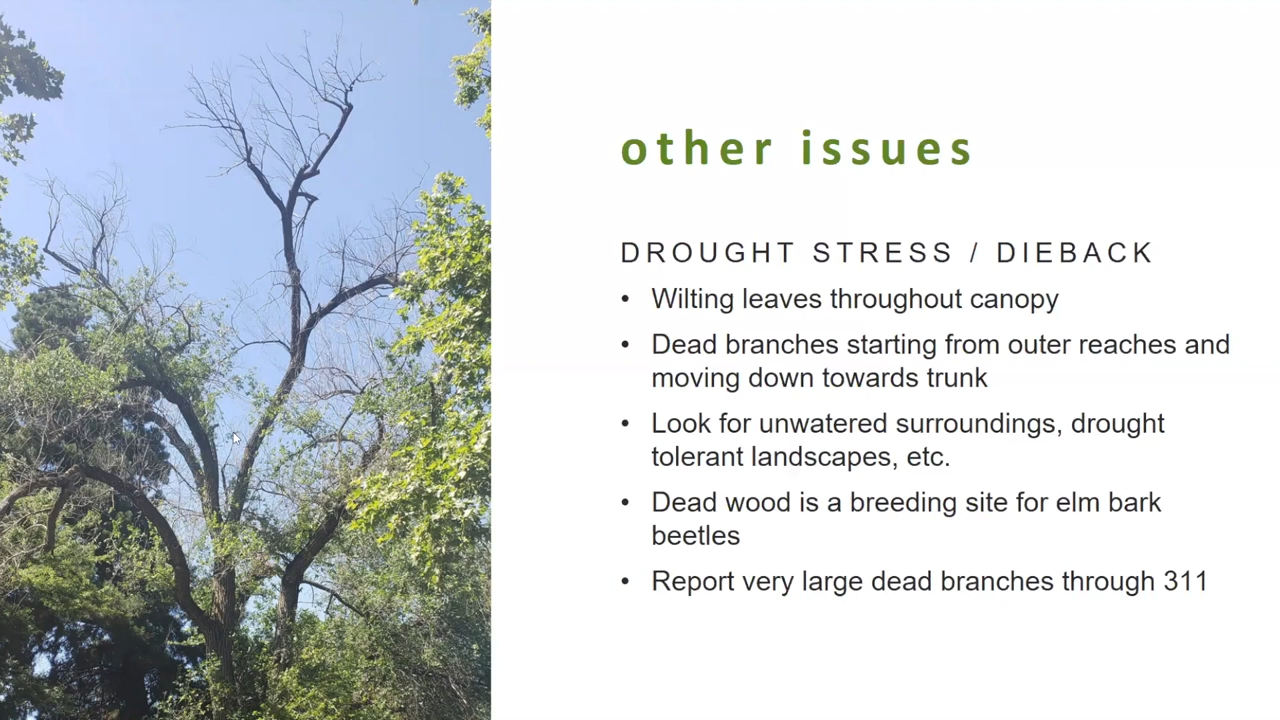 other issues
DROUGHT STRESS / DIEBACK
• Wilting leaves throughout canopy
• Dead branches starting from outer reaches and
moving down towards trunk
• Look for unwatered surroundings, drought
tolerant landscapes, etc.
• Dead wood is a breeding site for elm bark
beetles
• Report very large dead branches through 311